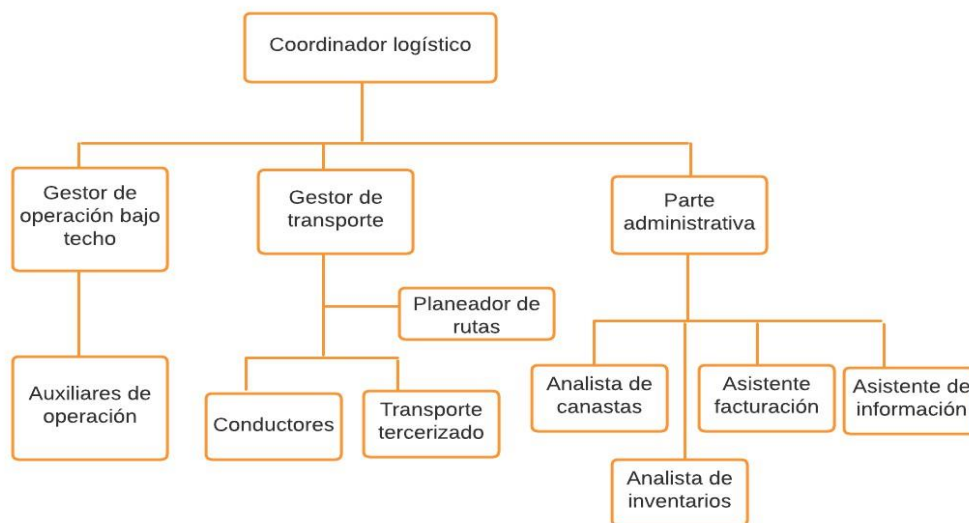 Coordinador logístico
Gestor de
operación bajo
techo
Gestor de
transporte
Parte
administrativa
Planeador de
rutas
Auxiliares de
operación
Conductores
Transporte
tercerizado
Analista de
canastas
Asistente
facturación
Asistente de
información
Analista de
inventarios